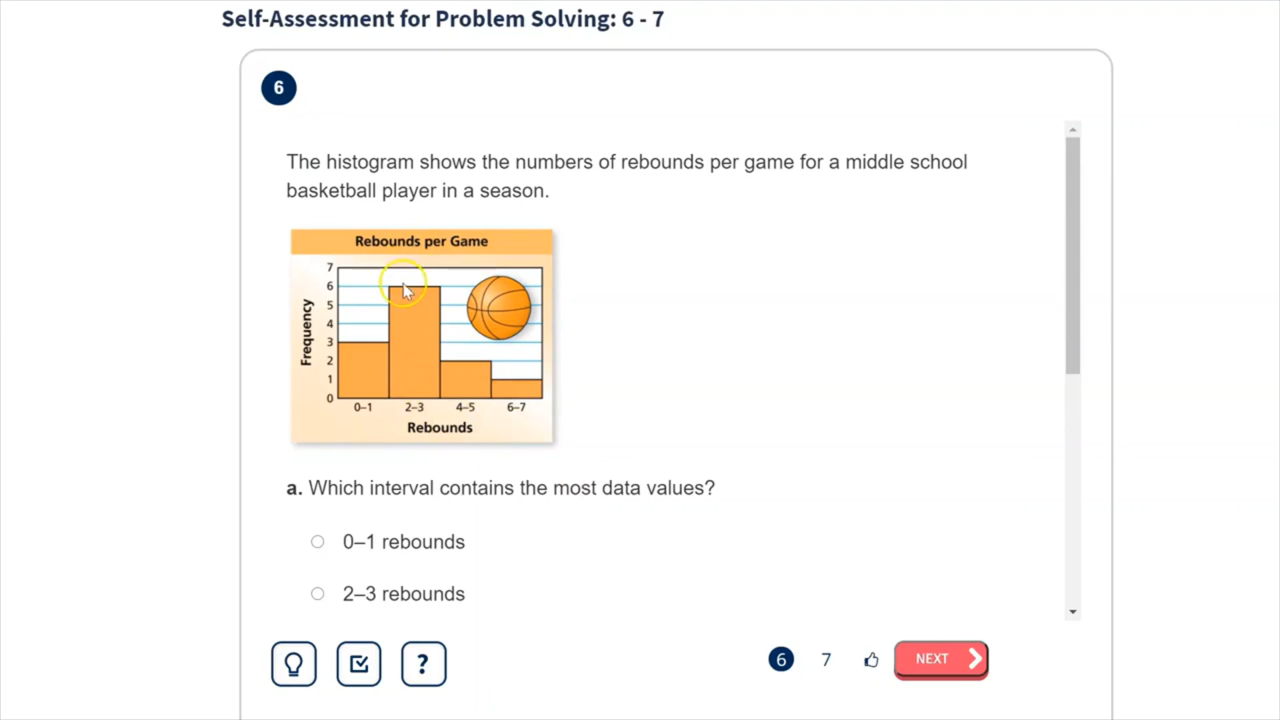 Self-Assessment for Problem Solving: 6 - 7
6
The histogram shows the numbers of rebounds per game for a middle school
basketball player in a season.
Rebounds per Game
Frequency
7
6
5
4
3
2
1
0
0–1 2–3 4–5 6–7
Rebounds
a. Which interval contains the most data values?
0–1 rebounds
2–3 rebounds
?
6 7 NEXT